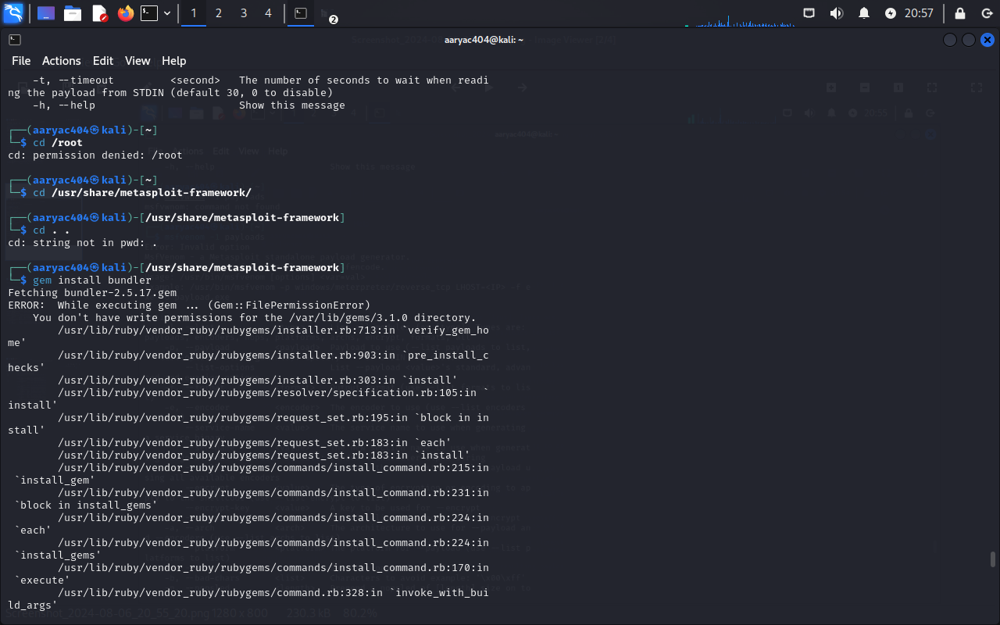 1 2 3 4 2 20:57
aaryac404@kali: ~
File Actions Edit View Help
-t, --timeout <second> The number of seconds to wait when readi
ng the payload from STDIN (default 30, 0 to disable)
-h, --help Show this message
┌──(aaryac404㉿kali)-[~]
└─$ cd /root
cd: permission denied: /root
┌──(aaryac404㉿kali)-[~]
└─$ cd /usr/share/metasploit-framework/
┌──(aaryac404㉿kali)-[/usr/share/metasploit-framework]
└─$ cd . .
cd: string not in pwd: .
┌──(aaryac404㉿kali)-[/usr/share/metasploit-framework]
└─$ gem install bundler
Fetching bundler-2.5.17.gem
ERROR:  While executing gem ... (Gem::FilePermissionError)
You don't have write permissions for the /var/lib/gems/3.1.0 directory.
/usr/lib/ruby/vendor_ruby/rubygems/installer.rb:713:in `verify_gem_ho
me'
/usr/lib/ruby/vendor_ruby/rubygems/installer.rb:903:in `pre_install_c
hecks'
/usr/lib/ruby/vendor_ruby/rubygems/installer.rb:303:in `install'
/usr/lib/ruby/vendor_ruby/rubygems/resolver/specification.rb:105:in `
install'
/usr/lib/ruby/vendor_ruby/rubygems/request_set.rb:195:in `block in in
stall'
/usr/lib/ruby/vendor_ruby/rubygems/request_set.rb:183:in `each'
/usr/lib/ruby/vendor_ruby/rubygems/request_set.rb:183:in `install'
/usr/lib/ruby/vendor_ruby/rubygems/commands/install_command.rb:215:in
`install_gem'
/usr/lib/ruby/vendor_ruby/rubygems/commands/install_command.rb:231:in
`block in install_gems'
/usr/lib/ruby/vendor_ruby/rubygems/commands/install_command.rb:224:in
`each'
/usr/lib/ruby/vendor_ruby/rubygems/commands/install_command.rb:224:in
`install_gems'
/usr/lib/ruby/vendor_ruby/rubygems/commands/install_command.rb:170:in
`execute'
/usr/lib/ruby/vendor_ruby/rubygems/command.rb:328:in `invoke_with_bui
ld_args'
Screenshot_2024-08-06_20_55_20.png 1280 x 800 230.3 kB 80.2%